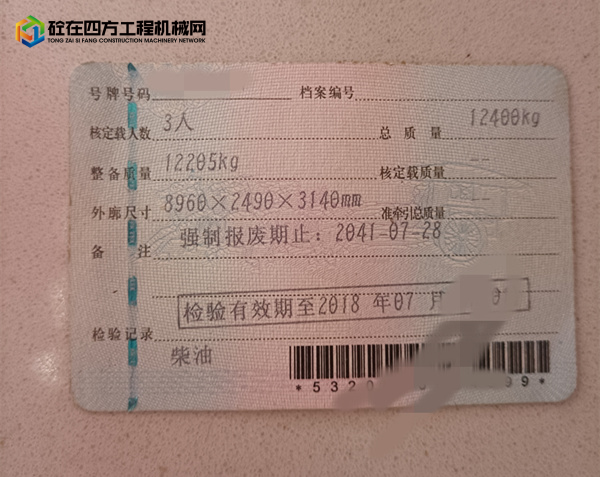 砼在四方工程机械网
TONG ZAI SI FANG CONSTRUCTION MACHINERY NETWORK
号牌号码 档案编号
核定载人数 3人 总质量 12400kg
整备质量 12205kg 核定载质量 --
外廓尺寸 8960×2490×3140mm 准牵引总质量 --
备注 强制报废期止:2041-07-28
检验有效期至2018 年07 月
检验记录
柴油
*5320 99*